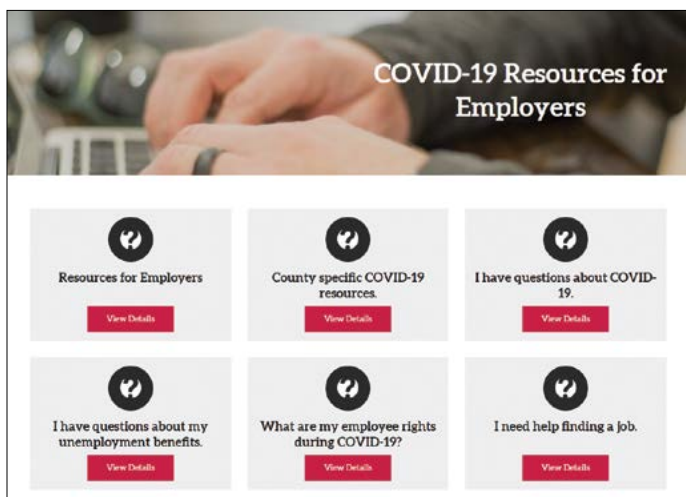 COVID-19 Resources for
Employers
Resources for Employers
View Details
County specific COVID-19
resources.
View Details
I have questions about COVID-
19.
View Details
I have questions about my
unemployment benefits.
View Details
What are my employee rights
during COVID-19?
View Details
I need help finding a job.
View Details